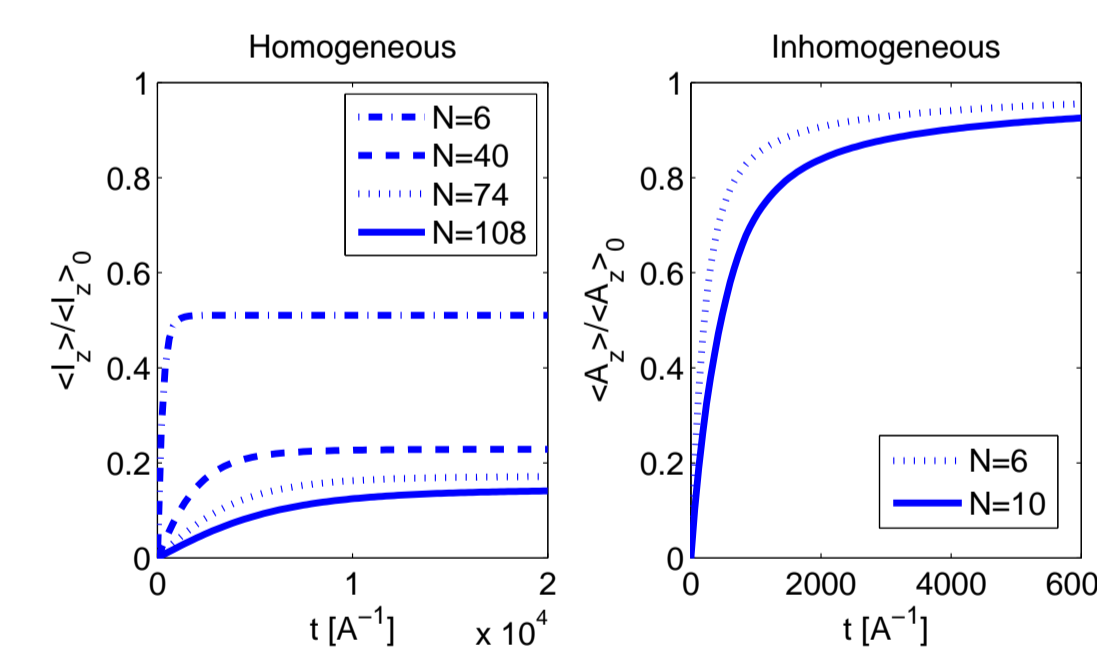 Homogeneous
<I_z>/<I_z>_0
1
0.8
0.6
0.4
0.2
0
N=6
N=40
N=74
N=108
0 1 2
t [A^−1] x 10^4
Inhomogeneous
<A_z>/<A_z>_0
1
0.8
0.6
0.4
0.2
0
N=6
N=10
0 2000 4000 600
t [A^−1]